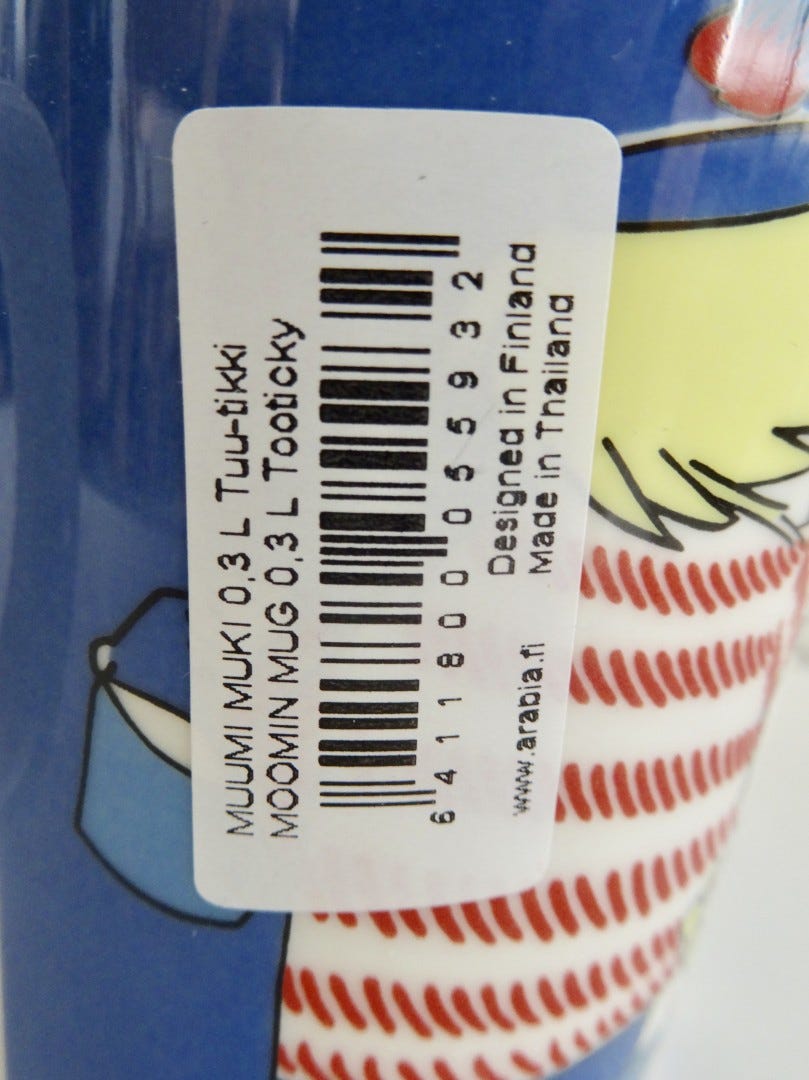 MUUMI MUKI 0,3 L Tuu-tikki
MOOMIN MUG 0,3 L Tooticky
6 411800 055932
Designed in Finland
www.arabia.fi Made in Thailand